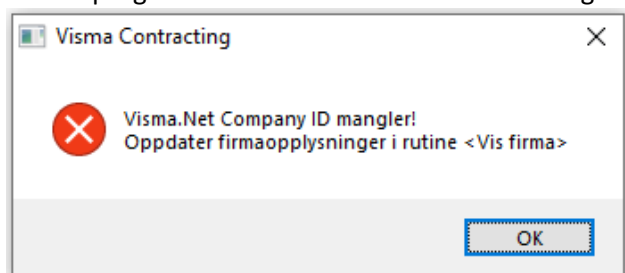 Visma Contracting
Visma.Net Company ID mangler!
Oppdater firmaopplysninger i rutine <Vis firma>
OK